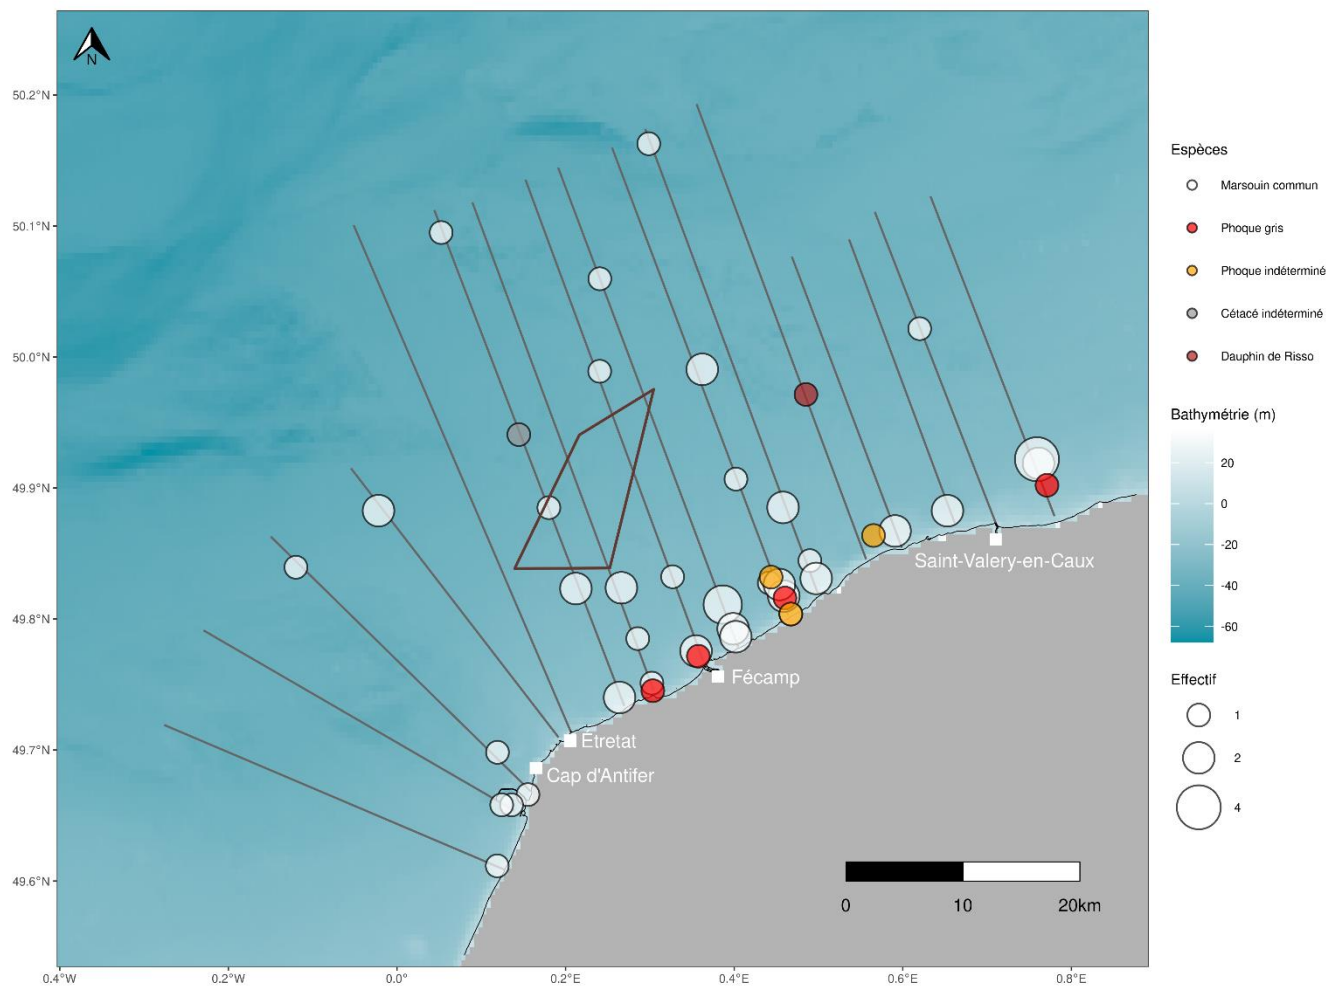 N
50.2°N
50.1°N
50.0°N
49.9°N
49.8°N
49.7°N
49.6°N
0.4°W
0.2°W
0.0°
0.2°E
0.4°E
0.6°E
0.8°E
Saint-Valery-en-Caux
Fécamp
Etretat
Cap d'Antifer
0
10
20km
Espèces
Marsouin commun
Phoque gris
Phoque indéterminé
Cétacé indéterminé
Dauphin de Risso
Bathymétrie (m)
20
0
-20
-40
-60
Effectif
1
2
4